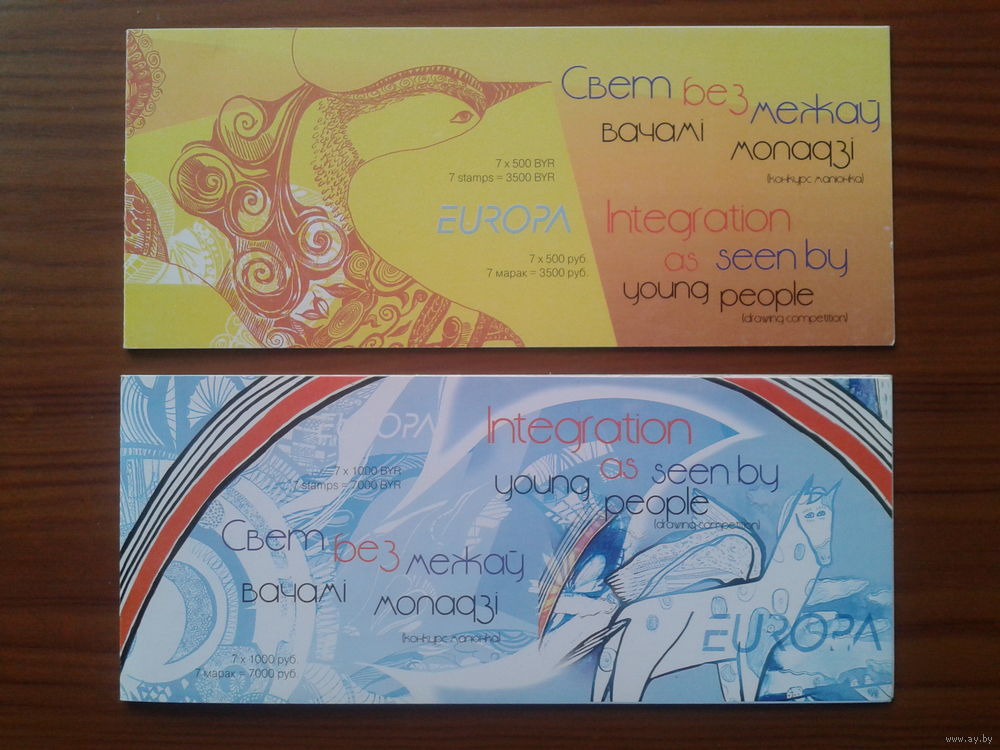 Свет без межаў
вачамі моладзі
(конкурс малюнка)
7 x 500 BYR
7 stamps = 3500 BYR
EUROPA
Integration
as seen by
young people
(drawing competition)
7 x 500 руб.
7 марак = 3500 руб.
EUROPA
Integration
as seen by
young people
(drawing competition)
7 x 1000 BYR
7 stamps = 7000 BYR
Свет без межаў
вачамі моладзі
(конкурс малюнка)
EUROPA
7 x 1000 руб.
7 марак = 7000 руб.
www.ay.by